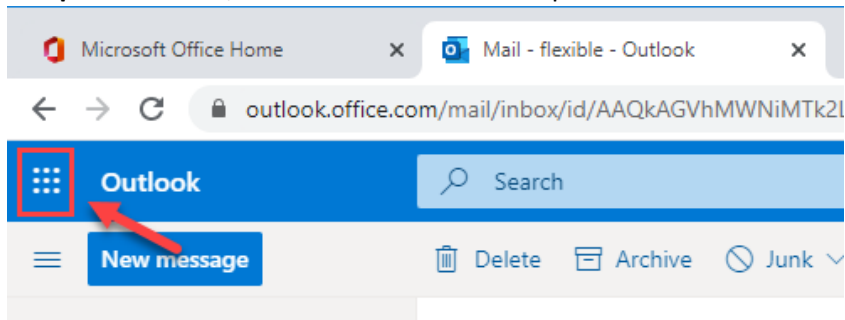 Microsoft Office Home Mail - flexible - Outlook
outlook.office.com/mail/inbox/id/AAQkAGVhMWNiMTk2L
Outlook Search
New message Delete Archive Junk